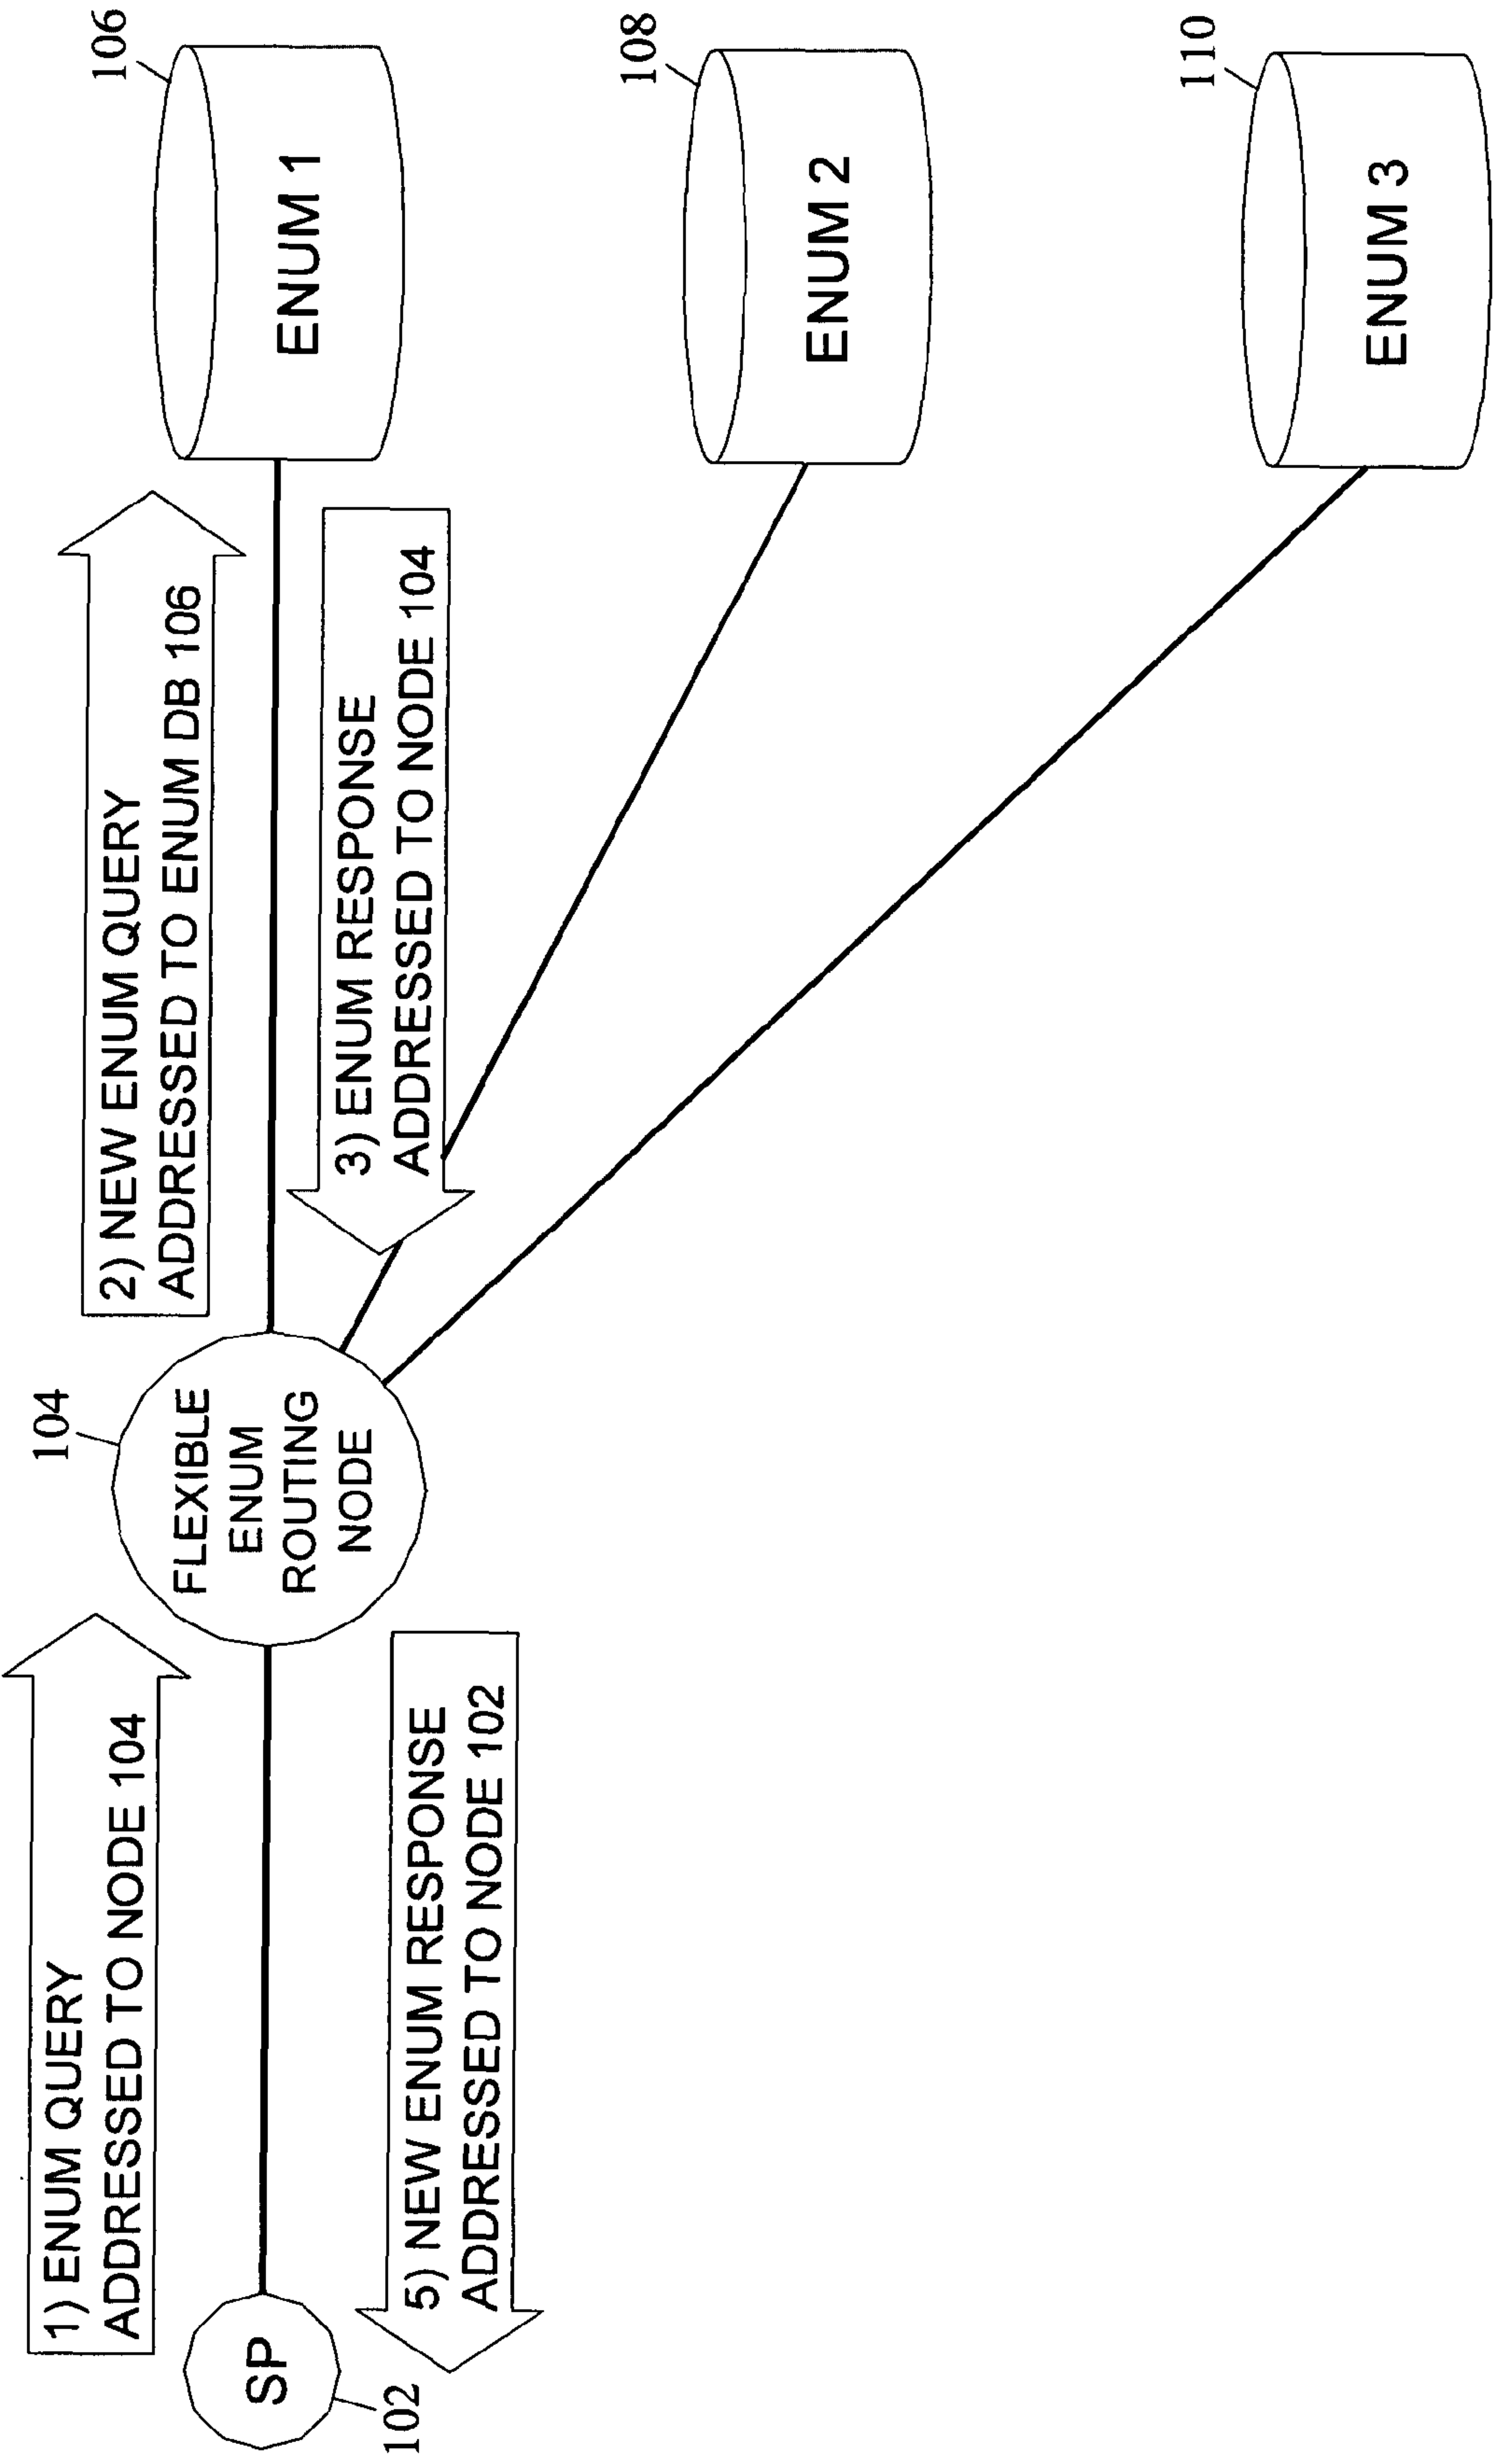 1) ENUM QUERY
ADDRESSED TO NODE 104
2) NEW ENUM QUERY
ADDRESSED TO ENUM DB 106
3) ENUM RESPONSE
ADDRESSED TO NODE 104
5) NEW ENUM RESPONSE
ADDRESSED TO NODE 102
SP
102
104
FLEXIBLE
ENUM
ROUTING
NODE
106
ENUM 1
108
ENUM 2
110
ENUM 3